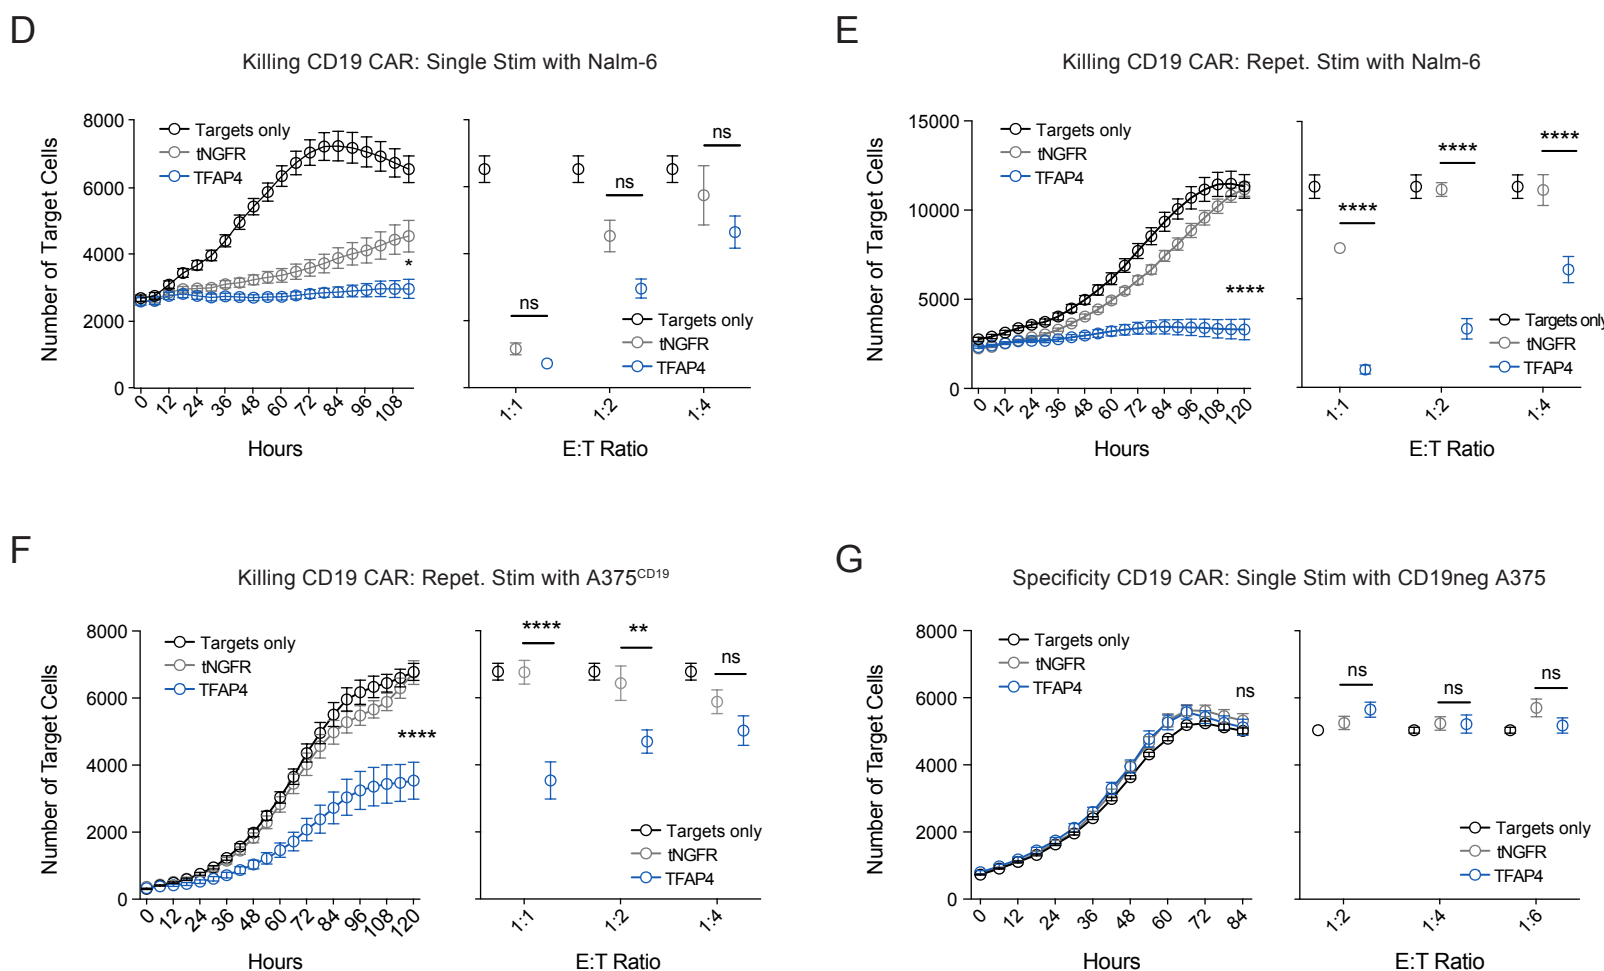 D
Killing CD19 CAR: Single Stim with Nalm-6
Number of Target Cells
8000
6000
4000
2000
0
Targets only
tNGFR
TFAP4
*
0 12 24 36 48 60 72 84 96 108
Hours
ns
ns
ns
Targets only
tNGFR
TFAP4
1:1 1:2 1:4
E:T Ratio
E
Killing CD19 CAR: Repet. Stim with Nalm-6
Number of Target Cells
15000
10000
5000
0
Targets only
tNGFR
TFAP4
****
0 12 24 36 48 60 72 84 96 108 120
Hours
****
****
****
Targets only
tNGFR
TFAP4
1:1 1:2 1:4
E:T Ratio
F
Killing CD19 CAR: Repet. Stim with A375CD19
Number of Target Cells
8000
6000
4000
2000
0
Targets only
tNGFR
TFAP4
****
0 12 24 36 48 60 72 84 96 108 120
Hours
****
**
ns
Targets only
tNGFR
TFAP4
1:1 1:2 1:4
E:T Ratio
G
Specificity CD19 CAR: Single Stim with CD19neg A375
Number of Target Cells
8000
6000
4000
2000
0
Targets only
tNGFR
TFAP4
ns
0 12 24 36 48 60 72 84
Hours
ns
ns
ns
Targets only
tNGFR
TFAP4
1:2 1:4 1:6
E:T Ratio